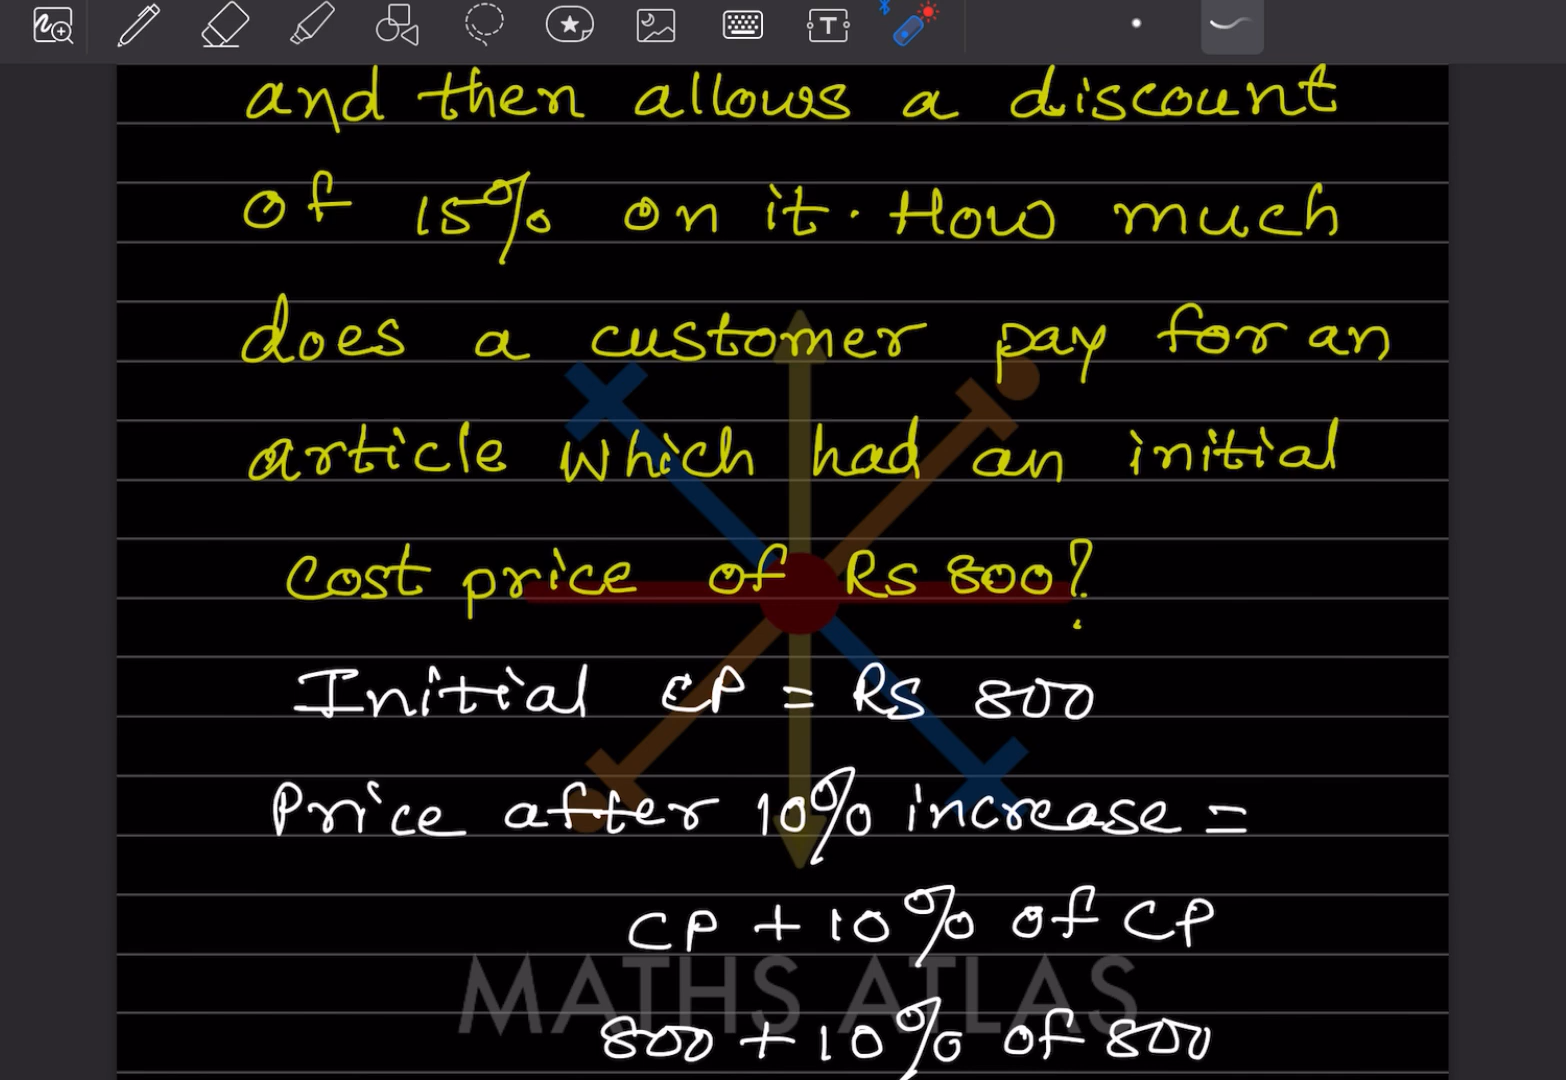 and then allows a discount
of 15% on it. How much
does a customer pay for an
article which had an initial
cost price of Rs 800?
Initial CP = Rs 800
Price after 10% increase =
CP + 10% of CP
MATHS ATLAS
800 + 10% of 800